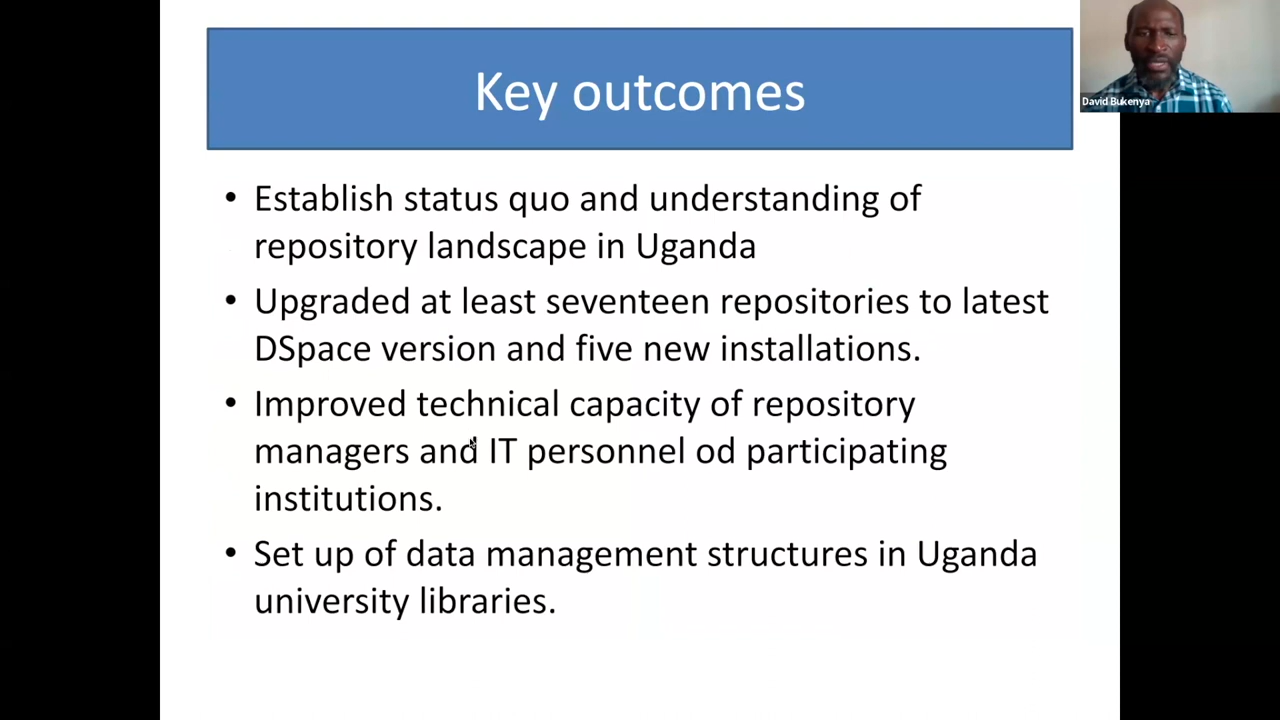 Key outcomes
David Bukenya
• Establish status quo and understanding of
repository landscape in Uganda
• Upgraded at least seventeen repositories to latest
DSpace version and five new installations.
• Improved technical capacity of repository
managers and IT personnel od participating
institutions.
• Set up of data management structures in Uganda
university libraries.